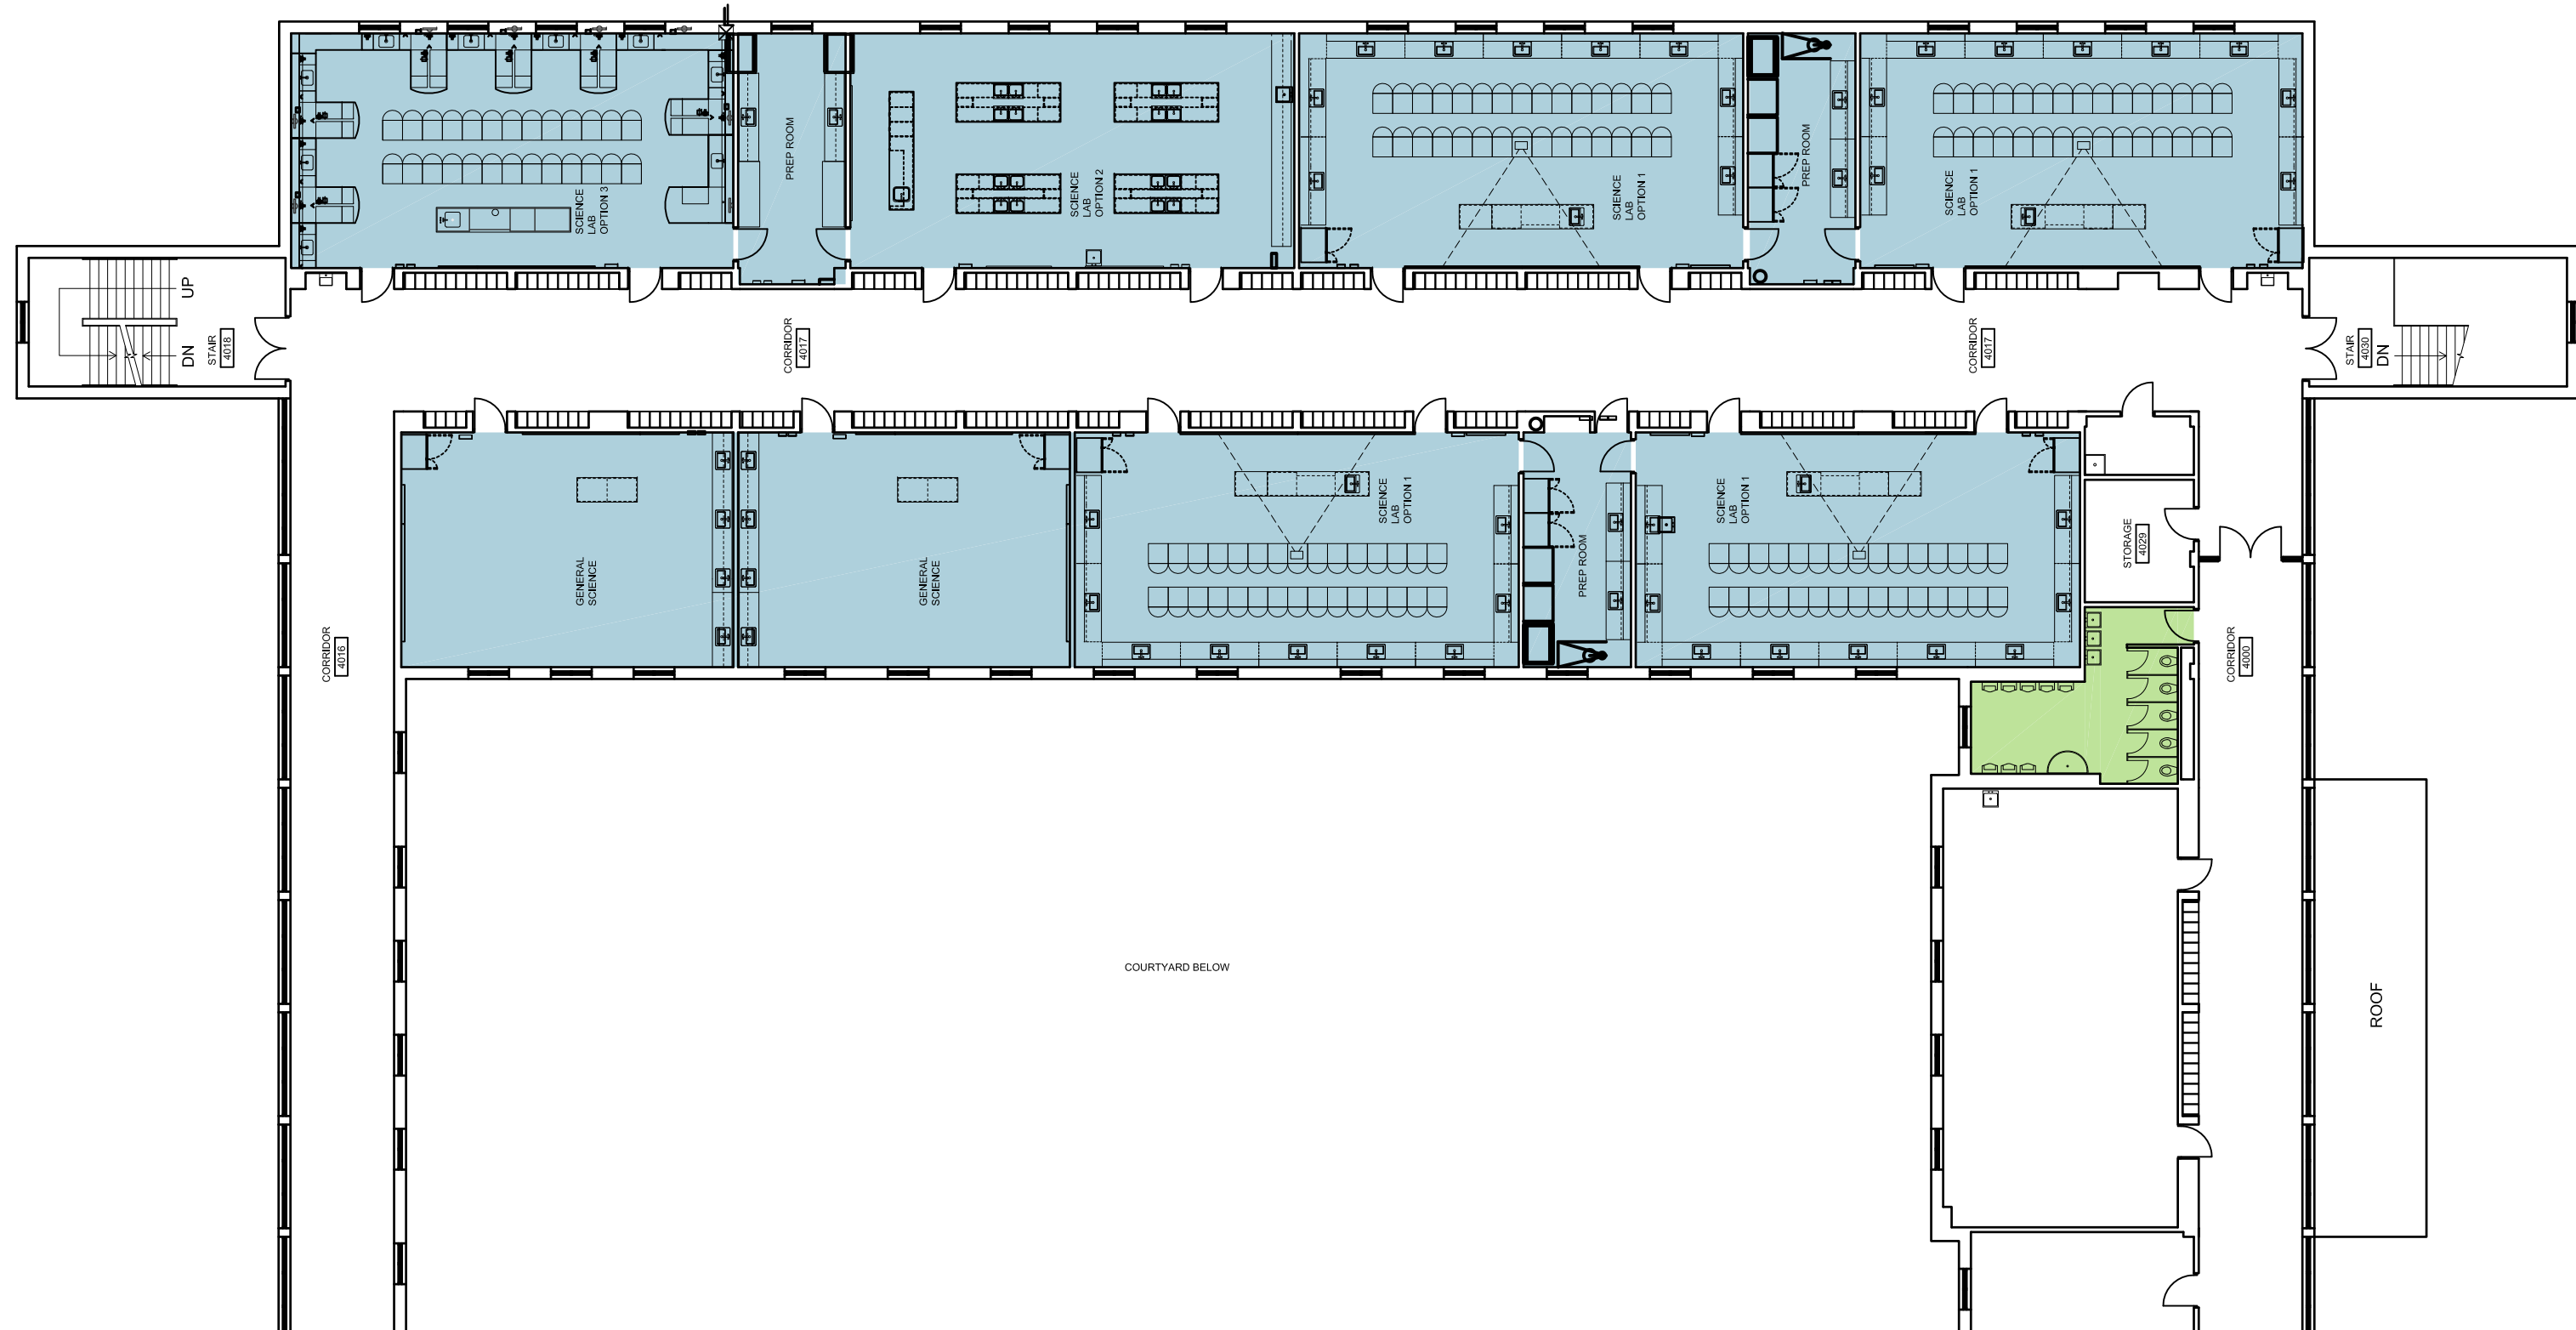 SCIENCE
LAB
OPTION 3
PREP ROOM
SCIENCE
LAB
OPTION 2
SCIENCE
LAB
OPTION 1
PREP ROOM
SCIENCE
LAB
OPTION 1
UP
DN
STAIR
4018
CORRIDOR
4017
CORRIDOR
4017
STAIR
4030
DN
GENERAL
SCIENCE
GENERAL
SCIENCE
SCIENCE
LAB
OPTION 1
PREP ROOM
SCIENCE
LAB
OPTION 1
STORAGE
4029
CORRIDOR
4016
CORRIDOR
4000
COURTYARD BELOW
ROOF